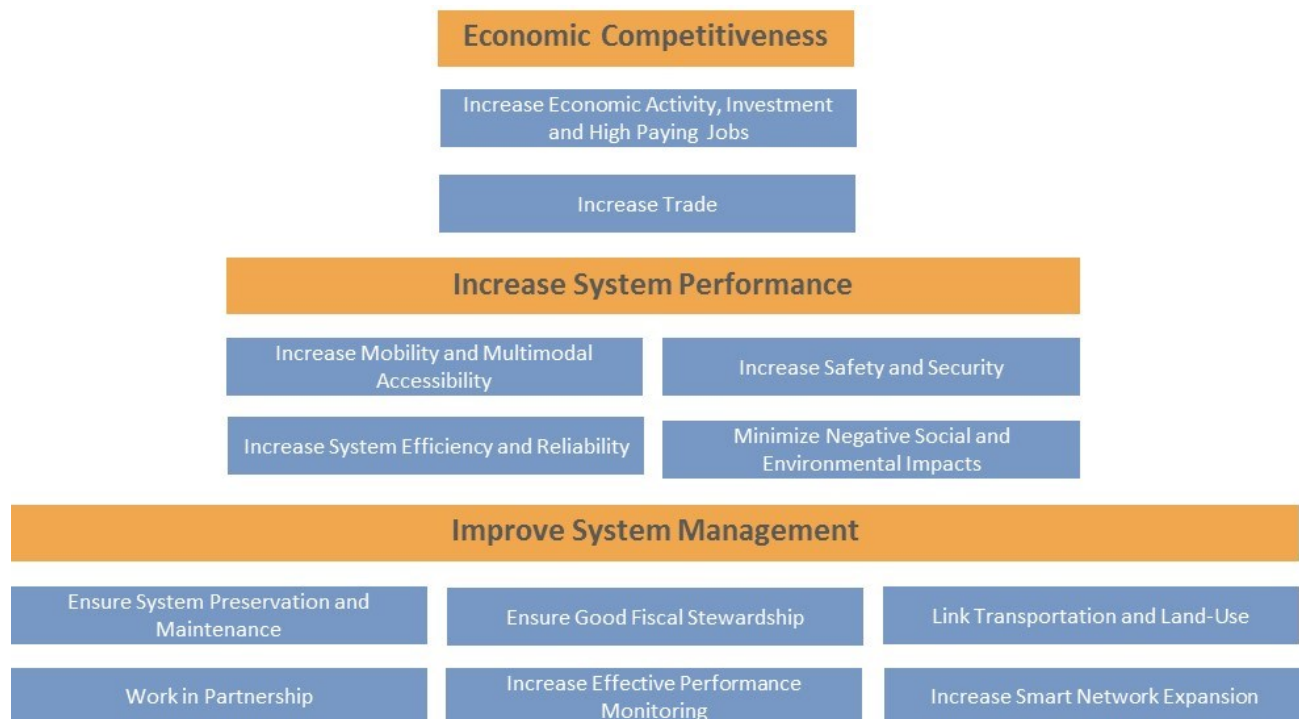 Economic Competitiveness
Increase Economic Activity, Investment
and High Paying Jobs
Increase Trade
Increase System Performance
Increase Mobility and Multimodal
Accessibility
Increase Safety and Security
Increase System Efficiency and Reliability
Minimize Negative Social and
Environmental Impacts
Improve System Management
Ensure System Preservation and
Maintenance
Ensure Good Fiscal Stewardship
Link Transportation and Land-Use
Work in Partnership
Increase Effective Performance
Monitoring
Increase Smart Network Expansion